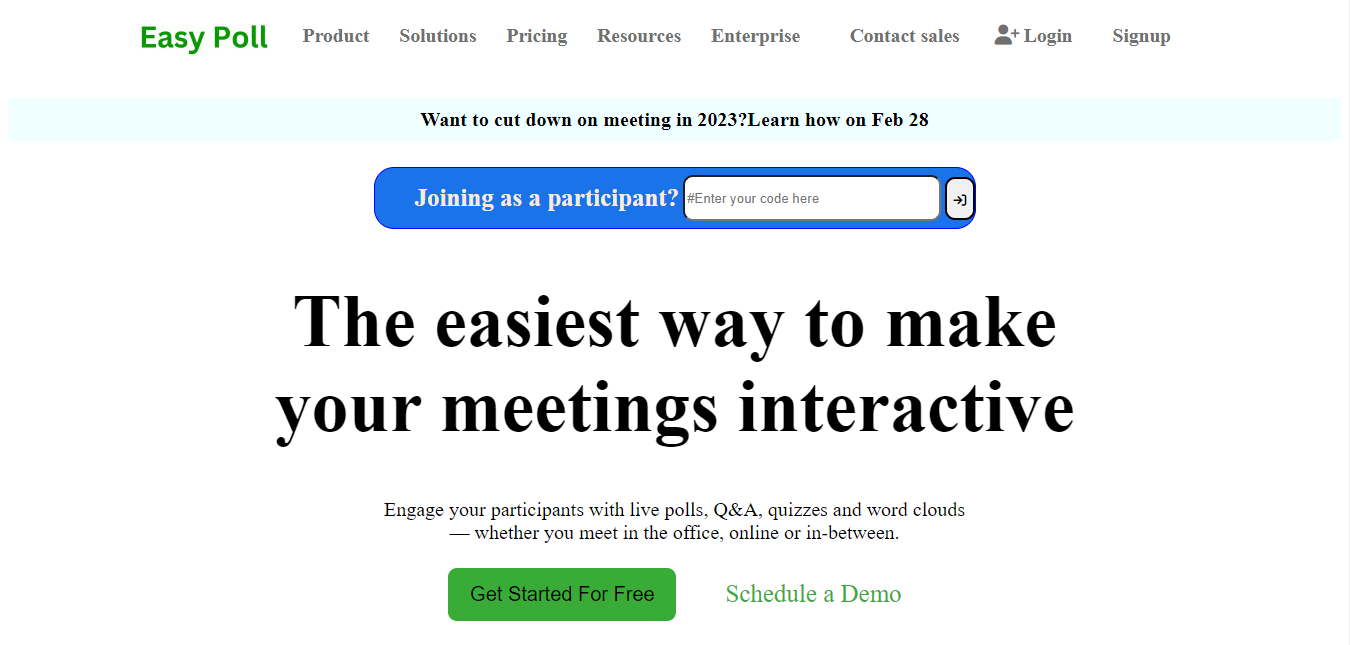 Easy Poll Product Solutions Pricing Resources Enterprise Contact sales Login Signup
Want to cut down on meeting in 2023?Learn how on Feb 28
Joining as a participant? #Enter your code here
The easiest way to make
your meetings interactive
Engage your participants with live polls, Q&A, quizzes and word clouds
— whether you meet in the office, online or in-between.
Get Started For Free Schedule a Demo